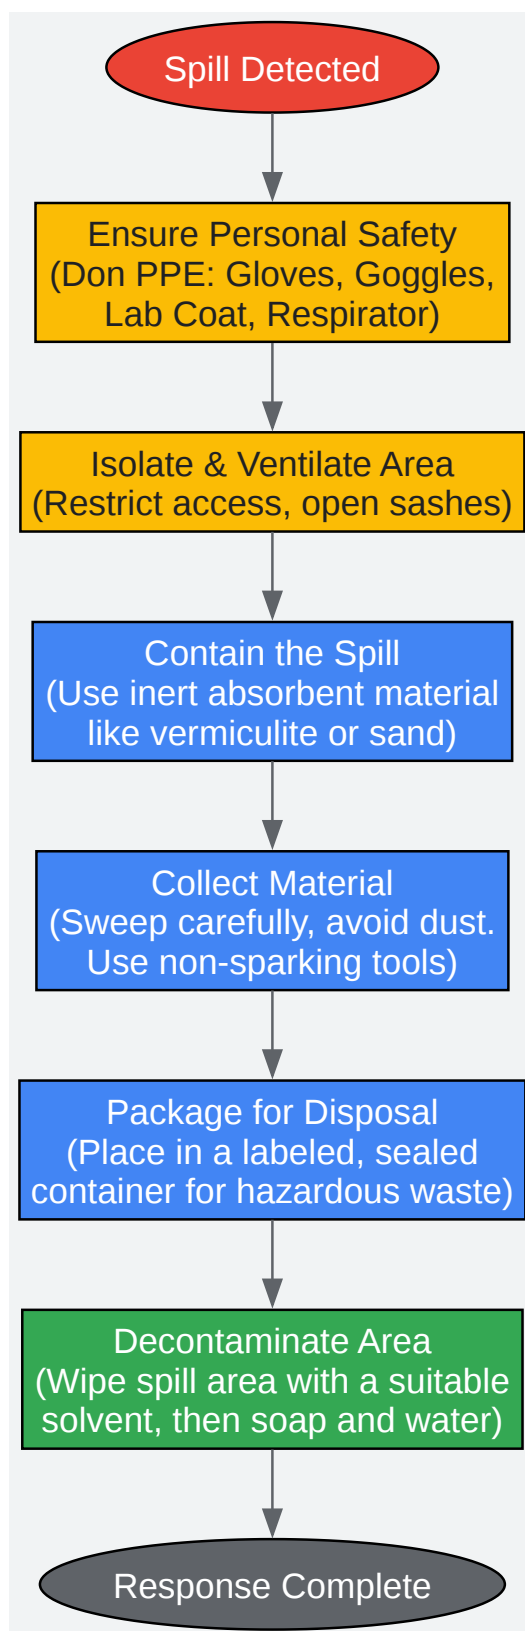 Spill Detected
Ensure Personal Safety
(Don PPE: Gloves, Goggles,
Lab Coat, Respirator)
Isolate & Ventilate Area
(Restrict access, open sashes)
Contain the Spill
(Use inert absorbent material
like vermiculite or sand)
Collect Material
(Sweep carefully, avoid dust.
Use non-sparking tools)
Package for Disposal
(Place in a labeled, sealed
container for hazardous waste)
Decontaminate Area
(Wipe spill area with a suitable
solvent, then soap and water)
Response Complete